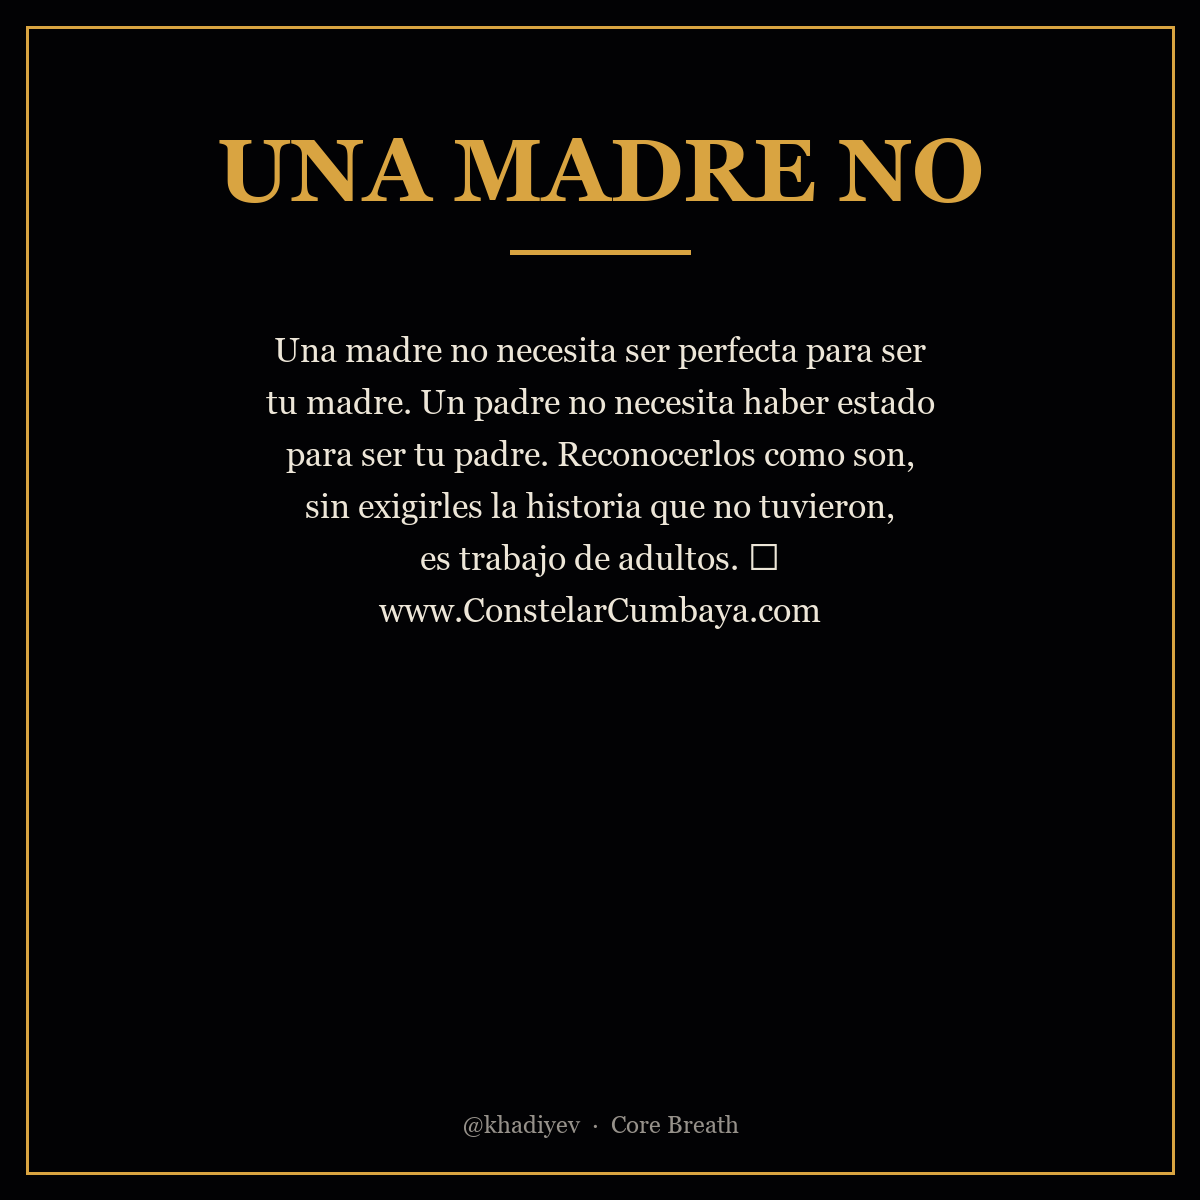 UNA MADRE NO
Una madre no necesita ser perfecta para ser
tu madre. Un padre no necesita haber estado
para ser tu padre. Reconocerlos como son,
sin exigirles la historia que no tuvieron,
es trabajo de adultos. □
www.ConstelarCumbaya.com
@khadiyev · Core Breath